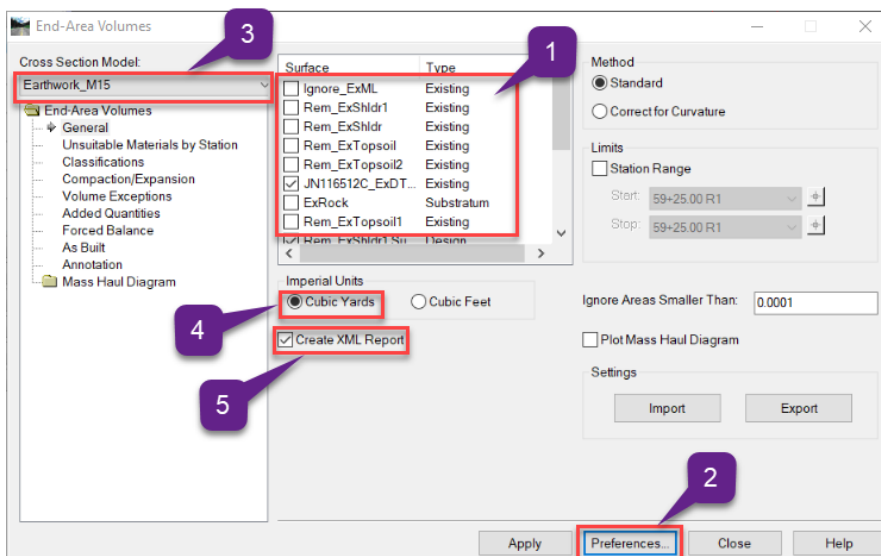 End-Area Volumes
3
1
Cross Section Model:
Earthwork_M15
End-Area Volumes
General
Unsuitable Materials by Station
Classifications
Compaction/Expansion
Volume Exceptions
Added Quantities
Forced Balance
As Built
Annotation
Mass Haul Diagram
Surface Type
Ignore_ExML Existing
Rem_ExShldr1 Existing
Rem_ExShldr Existing
Rem_ExTopsoil Existing
Rem_ExTopsoil2 Existing
JN116512C_ExDT... Existing
ExRock Substratum
Rem_ExTopsoil1 Existing
Rem_ExShldr1 Su Design
Method
Standard
Correct for Curvature
Limits
Station Range
Start: 59+25.00 R1
Stop: 59+25.00 R1
Imperial Units
Cubic Yards Cubic Feet
4
Create XML Report
5
Ignore Areas Smaller Than: 0.0001
Plot Mass Haul Diagram
Settings
Import Export
2
Apply Preferences... Close Help